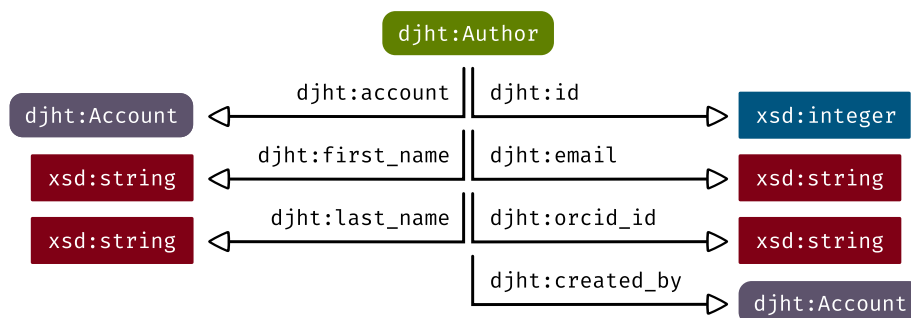 djht:Author
djht:account djht:id
djht:Account xsd:integer
djht:first_name djht:email
xsd:string xsd:string
djht:last_name djht:orcid_id
xsd:string xsd:string
djht:created_by
djht:Account